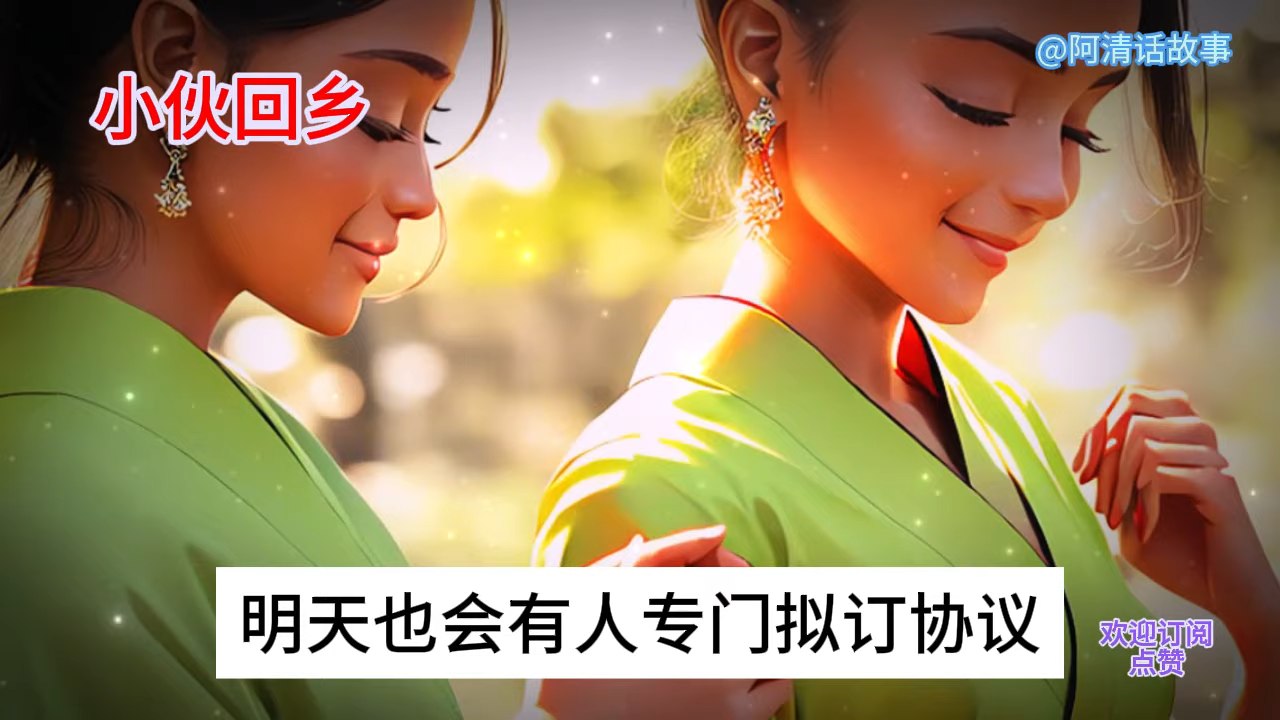 @阿清话故事
小伙回乡
明天也会有人专门拟订协议
欢迎订阅
点赞